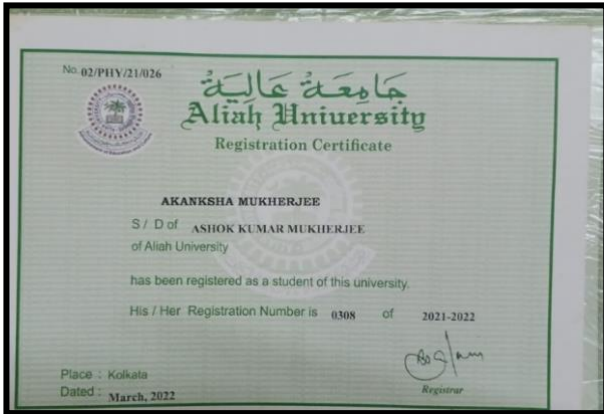 No. 02/PHY/21/026
جَامِعَةُ عَالِيَةُ
Aliah University
Registration Certificate
AKANKSHA MUKHERJEE
S / D of ASHOK KUMAR MUKHERJEE
of Aliah University
has been registered as a student of this university.
His / Her Registration Number is 0308 of 2021-2022
Place : Kolkata
Dated : March, 2022
Registrar